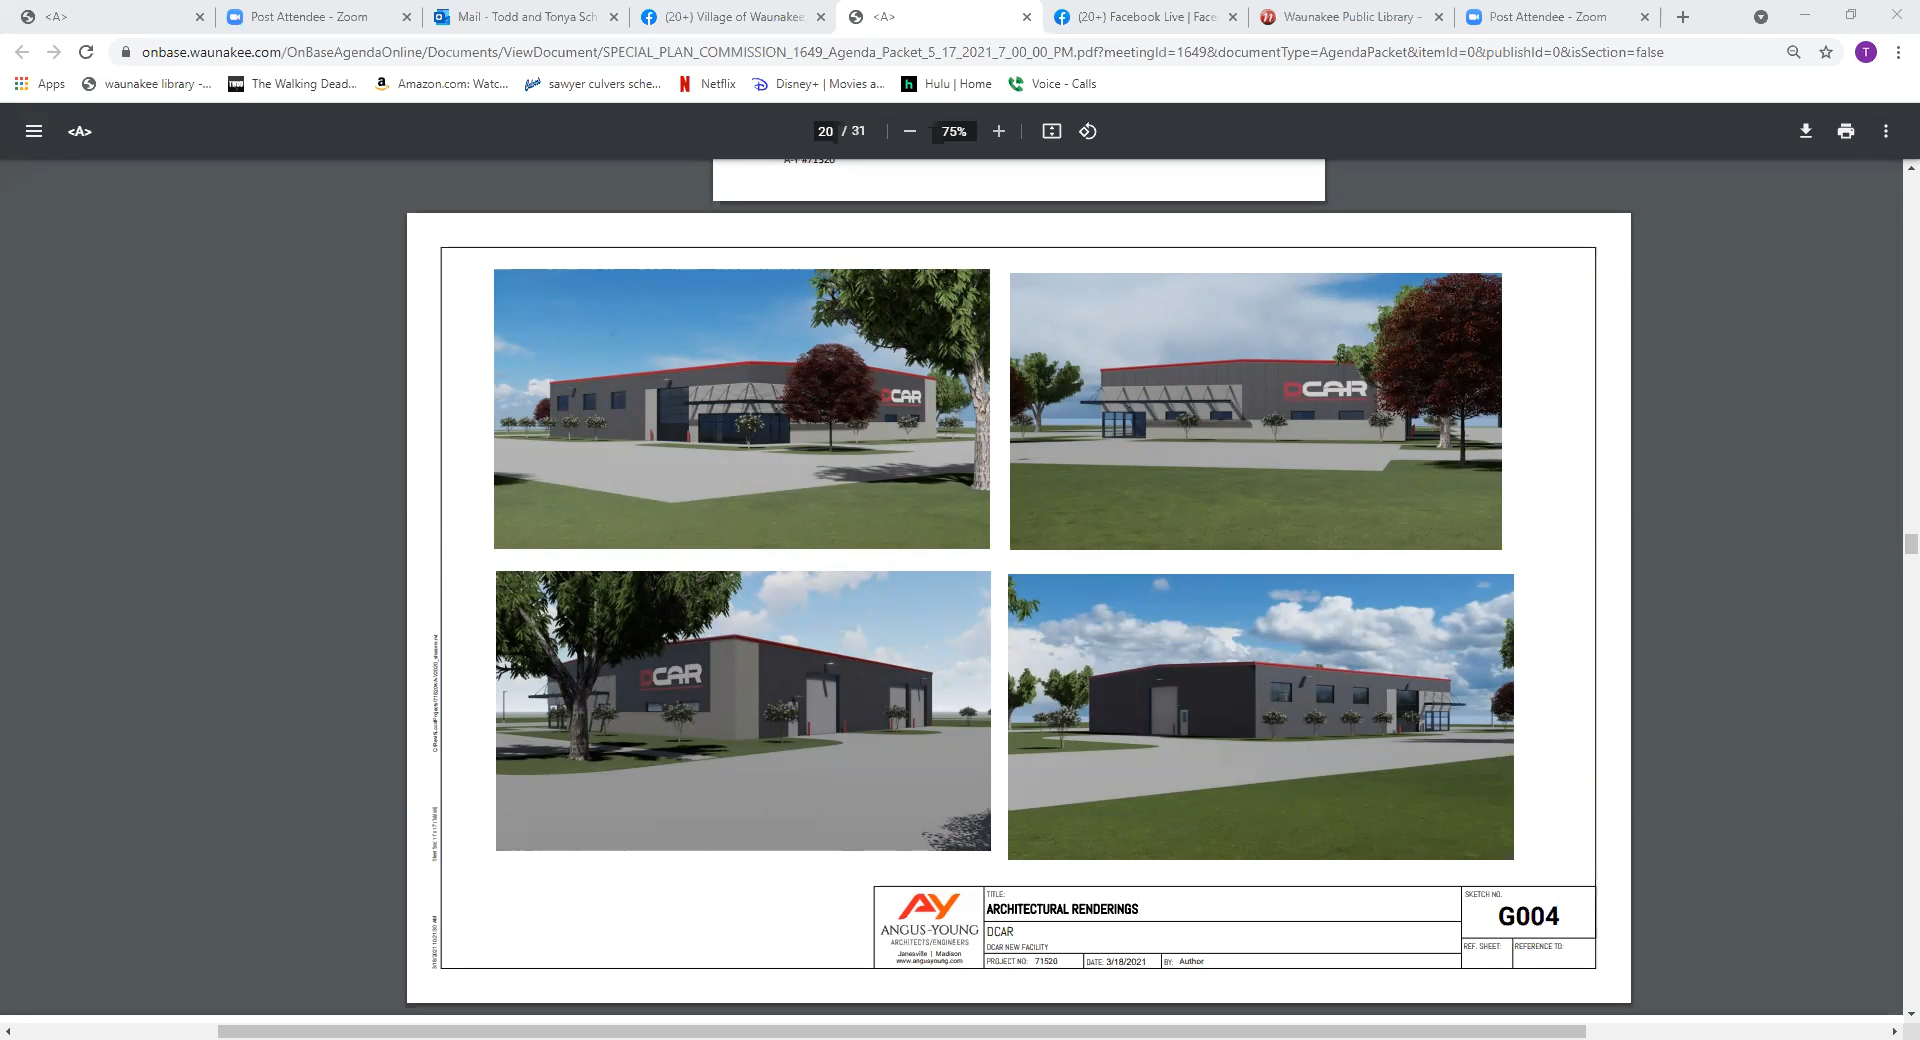 <A>
Post Attendee - Zoom
Mail - Todd and Tonya Sch
(20+) Village of Waunakee,
<A>
(20+) Facebook Live | Face
Waunakee Public Library -
Post Attendee - Zoom
onbase.waunakee.com/OnBaseAgendaOnline/Documents/ViewDocument/SPECIAL_PLAN_COMMISSION_1649_Agenda_Packet_5_17_2021_7_00_00_PM.pdf?meetingId=1649&documentType=AgendaPacket&itemId=0&publishId=0&isSection=false
T
Apps
waunakee library -...
TWDD
The Walking Dead...
Amazon.com: Watc...
sawyer culvers sche...
Netflix
Disney+ | Movies a...
Hulu | Home
Voice - Calls
<A>
20 / 31
75%
DCAR
DCAR
DCAR
AY
ANGUS-YOUNG
ARCHITECTS/ENGINEERS
Janesville | Madison
www.angusyoung.com
TITLE:
ARCHITECTURAL RENDERINGS
DCAR
DCAR NEW FACILITY
PROJECT NO: 71520
DATE: 3/18/2021
BY: Author
SKETCH NO.
G004
REF. SHEET:
REFERENCE TO: